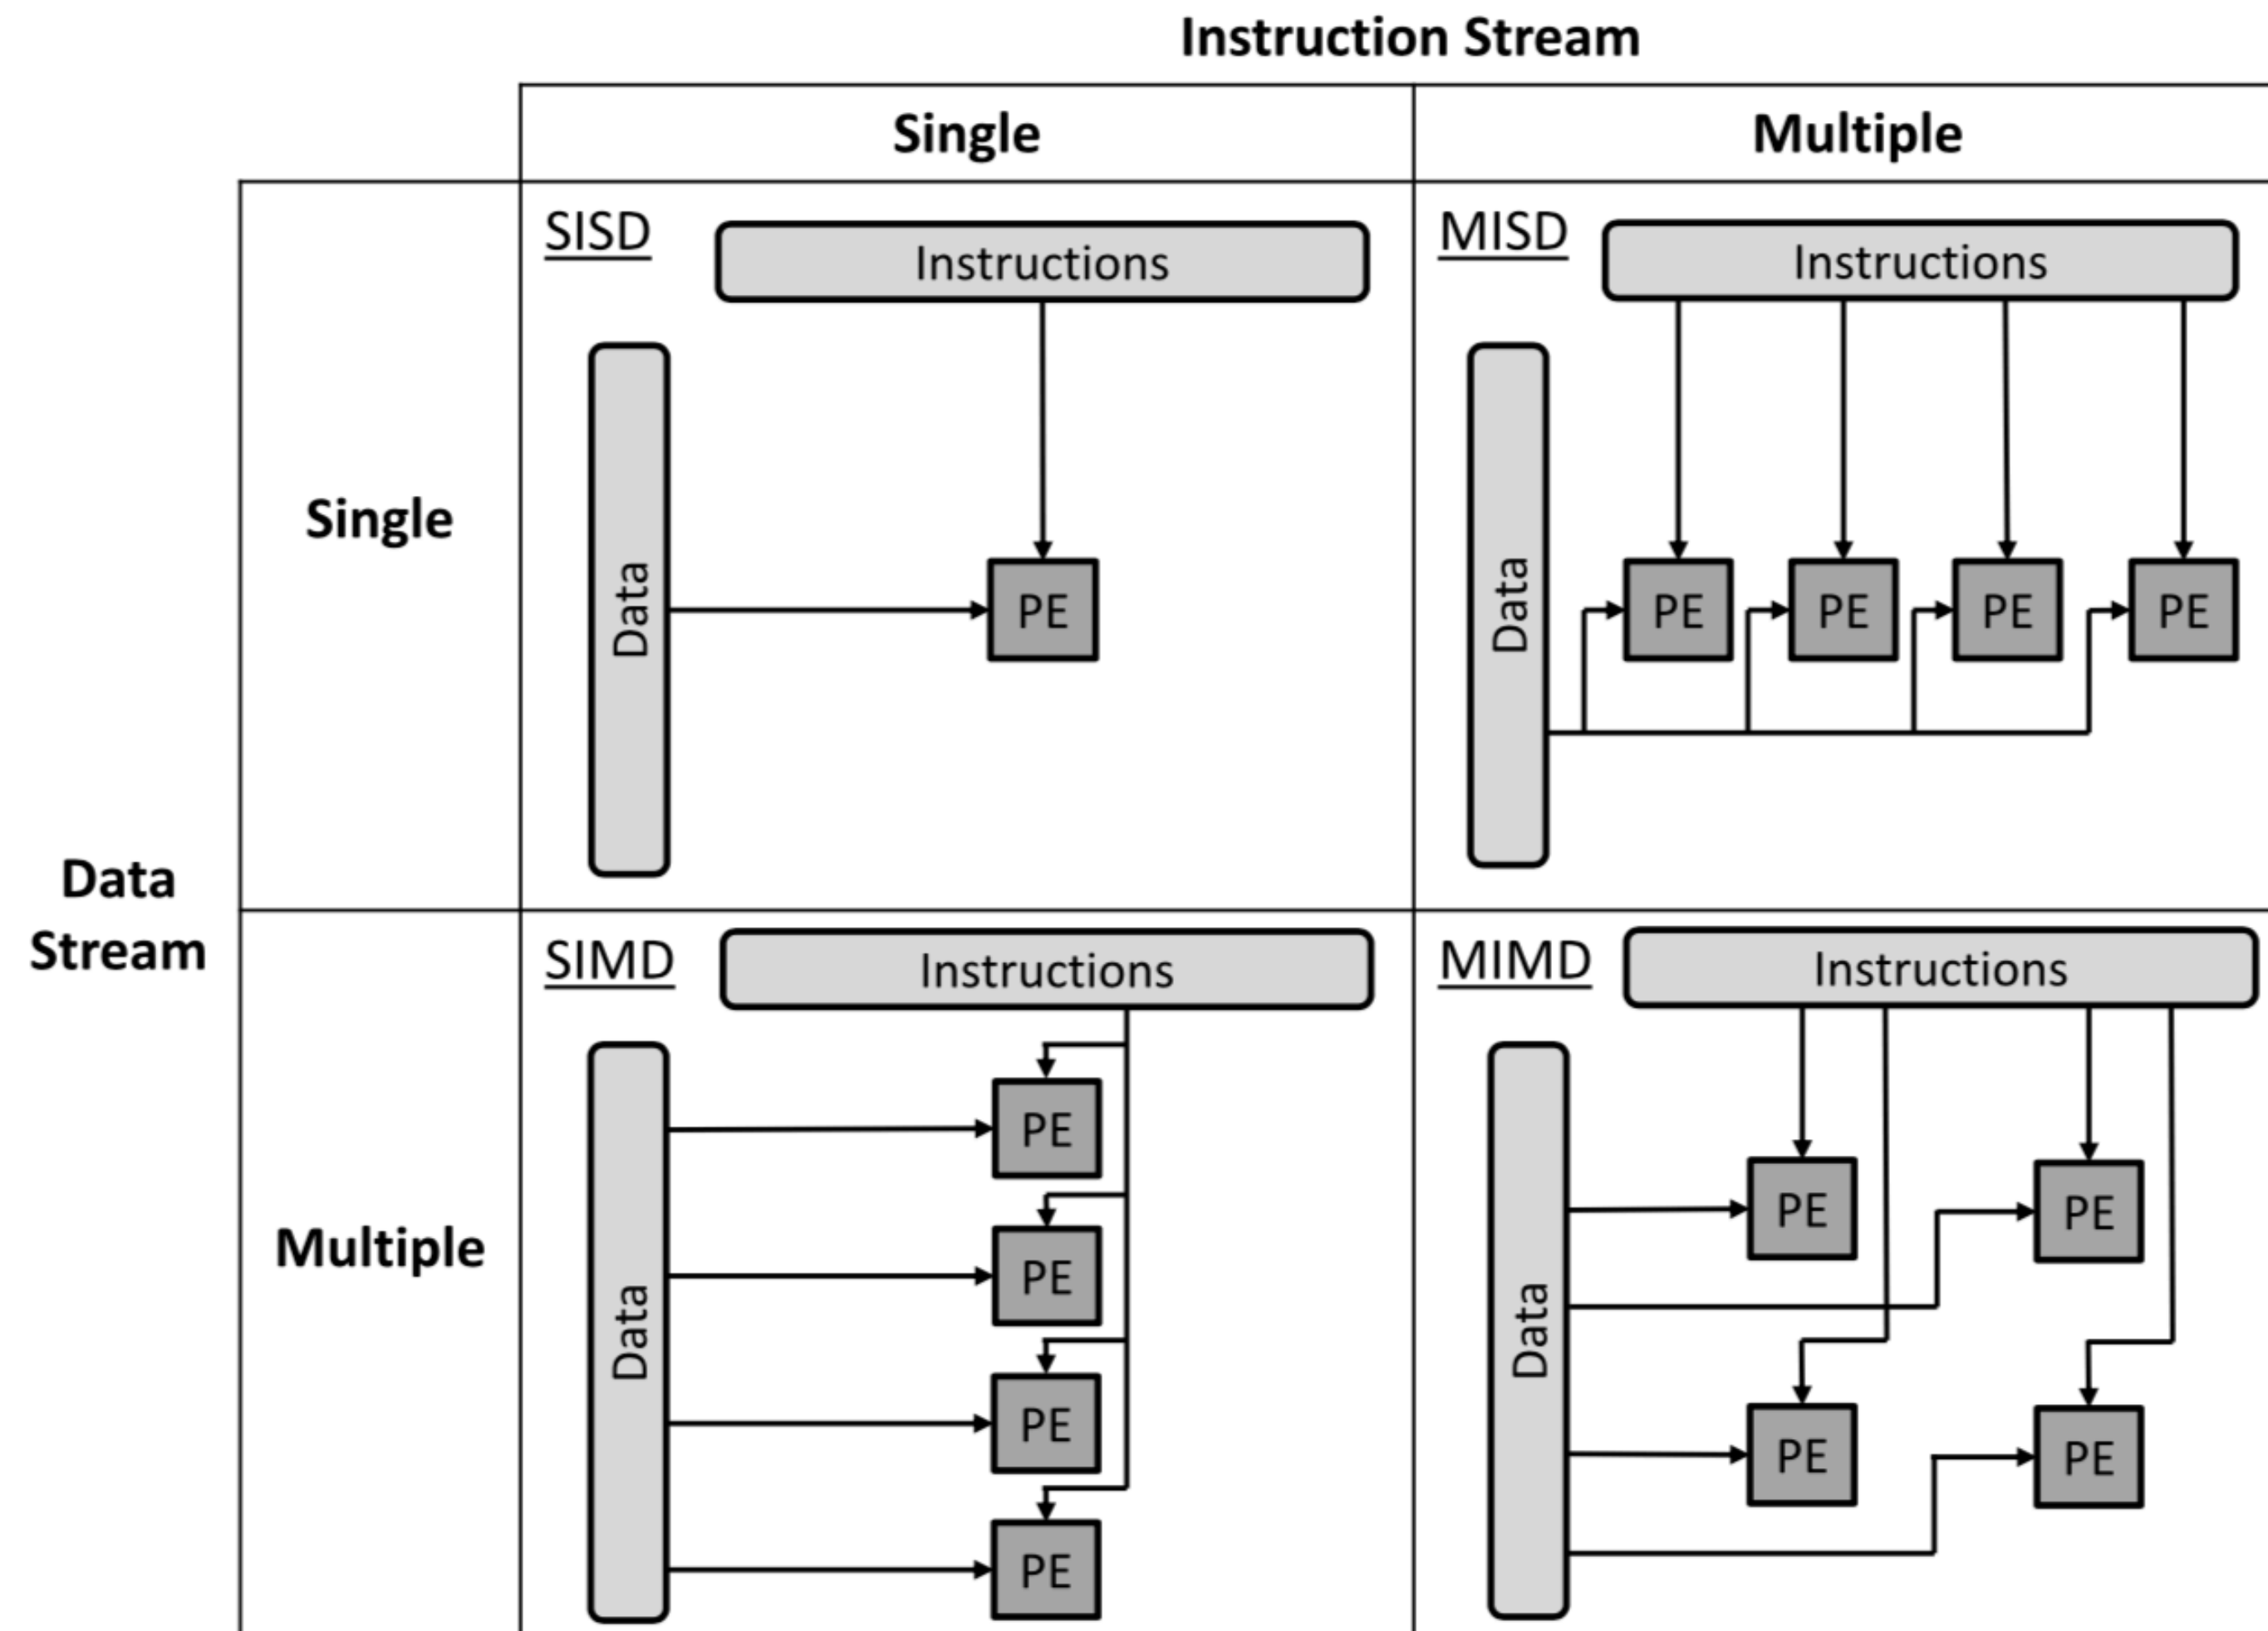 Instruction Stream
Single
Multiple
SISD
Instructions
Data
PE
MISD
Instructions
Data
PE
PE
PE
PE
Single
Data
Stream
Multiple
SIMD
Instructions
Data
PE
PE
PE
PE
MIMD
Instructions
Data
PE
PE
PE
PE